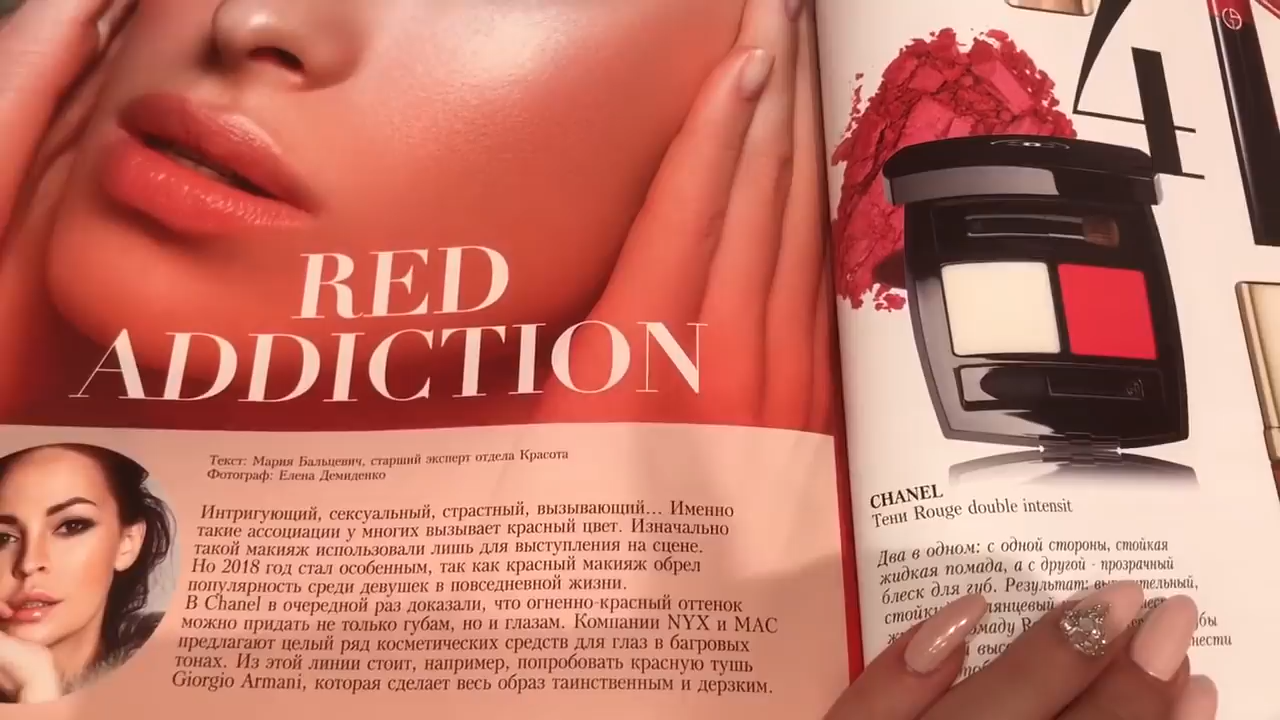 RED
ADDICTION
Текст: Мария Бальцевич, старший эксперт отдела Красота
Фотограф: Елена Демиденко
Интригующий, сексуальный, страстный, вызывающий... Именно
такие ассоциации у многих вызывает красный цвет. Изначально
такой макияж использовали лишь для выступления на сцене.
Но 2018 год стал особенным, так как красный макияж обрел
популярность среди девушек в повседневной жизни.
В Chanel в очередной раз доказали, что огненно-красный оттенок
можно придать не только губам, но и глазам. Компании NYX и MAC
предлагают целый ряд косметических средств для глаз в багровых
тонах. Из этой линии стоит, например, попробовать красную тушь
Giorgio Armani, которая сделает весь образ таинственным и дерзким.
4
CHANEL
Тени Rouge double intensit
Два в одном: с одной стороны, стойкая
жидкая помада, а с другой - прозрачный
блеск для губ. Результат: